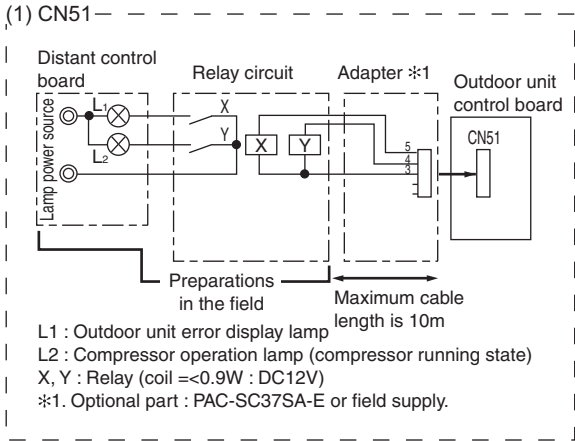 (1) CN51
Distant control
board
Relay circuit
Adapter ✻1
Outdoor unit
control board
Lamp power source
L1
L2
X
Y
X
Y
5
4
3
CN51
Preparations
in the field
Maximum cable
length is 10m
L1 : Outdoor unit error display lamp
L2 : Compressor operation lamp (compressor running state)
X, Y : Relay (coil =<0.9W : DC12V)
✻1. Optional part : PAC-SC37SA-E or field supply.